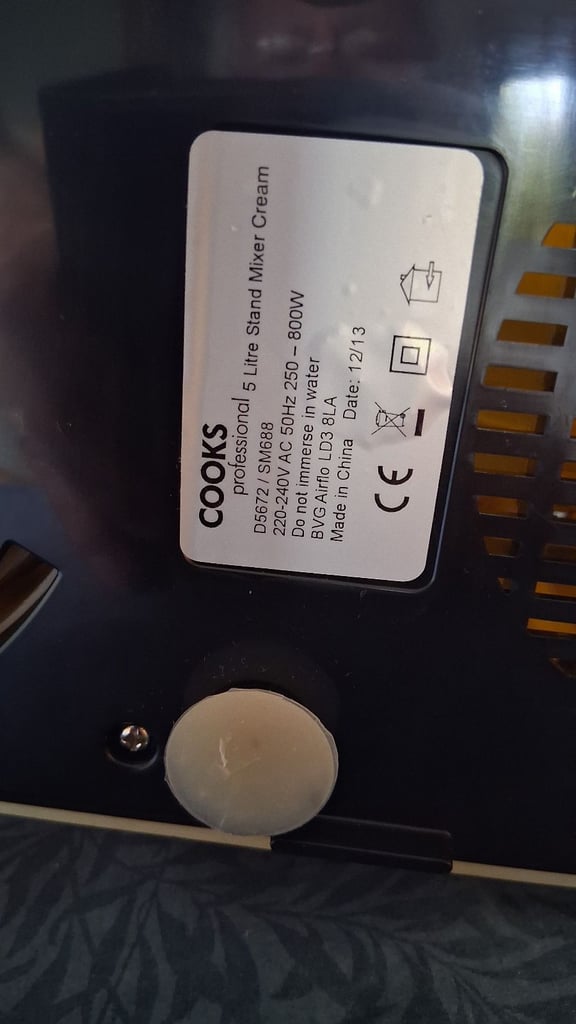 COOKS
professional 5 Litre Stand Mixer Cream
D5672 / SM688
220-240V AC 50Hz 250 – 800W
Do not immerse in water
BVG Airflo LD3 8LA
Made in China Date: 12/13
CE